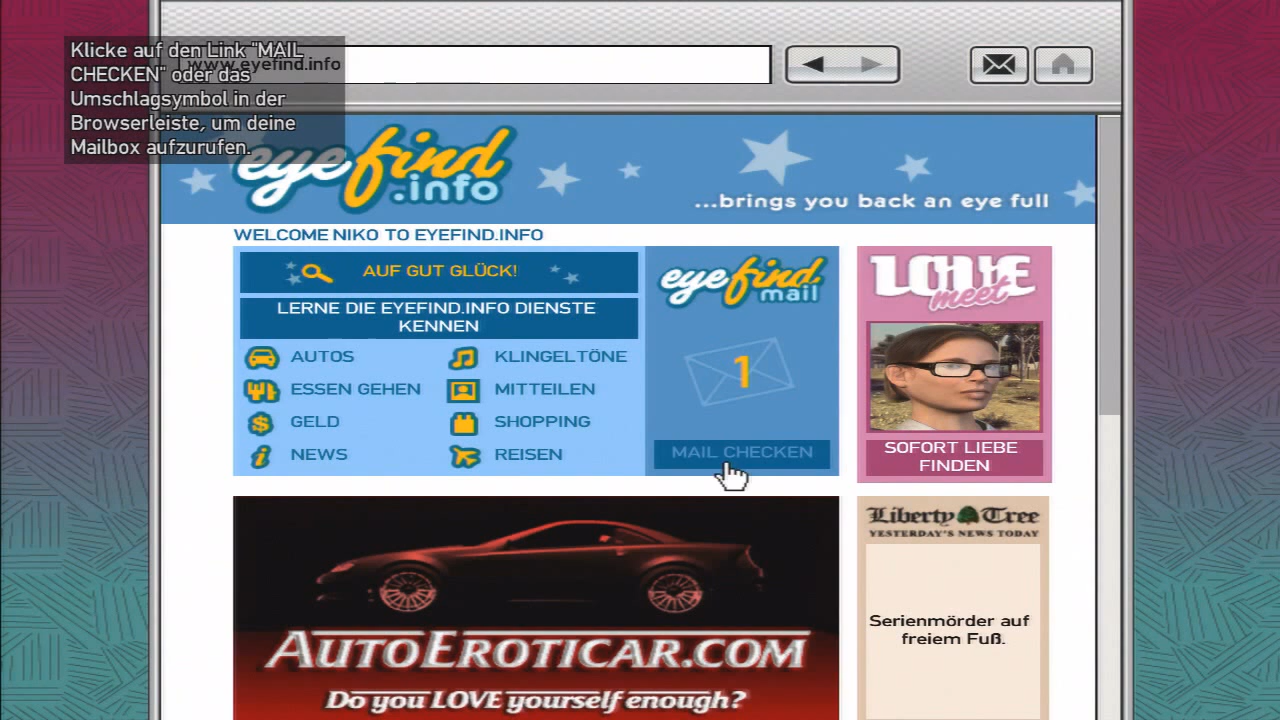 Klicke auf den Link "MAIL
CHECKEN" oder das
Umschlagsymbol in der
Browserleiste, um deine
Mailbox aufzurufen.
www.eyefind.info
eyefind
.info
...brings you back an eye full
WELCOME NIKO TO EYEFIND.INFO
AUF GUT GLÜCK!
LERNE DIE EYEFIND.INFO DIENSTE
KENNEN
AUTOS
KLINGELTÖNE
ESSEN GEHEN
MITTEILEN
GELD
SHOPPING
NEWS
REISEN
eyefind
mail
1
MAIL CHECKEN
LOVE
meet
SOFORT LIEBE
FINDEN
AUTOEROTICAR.COM
Do you LOVE yourself enough?
Liberty Tree
YESTERDAY'S NEWS TODAY
Serienmörder auf
freiem Fuß.